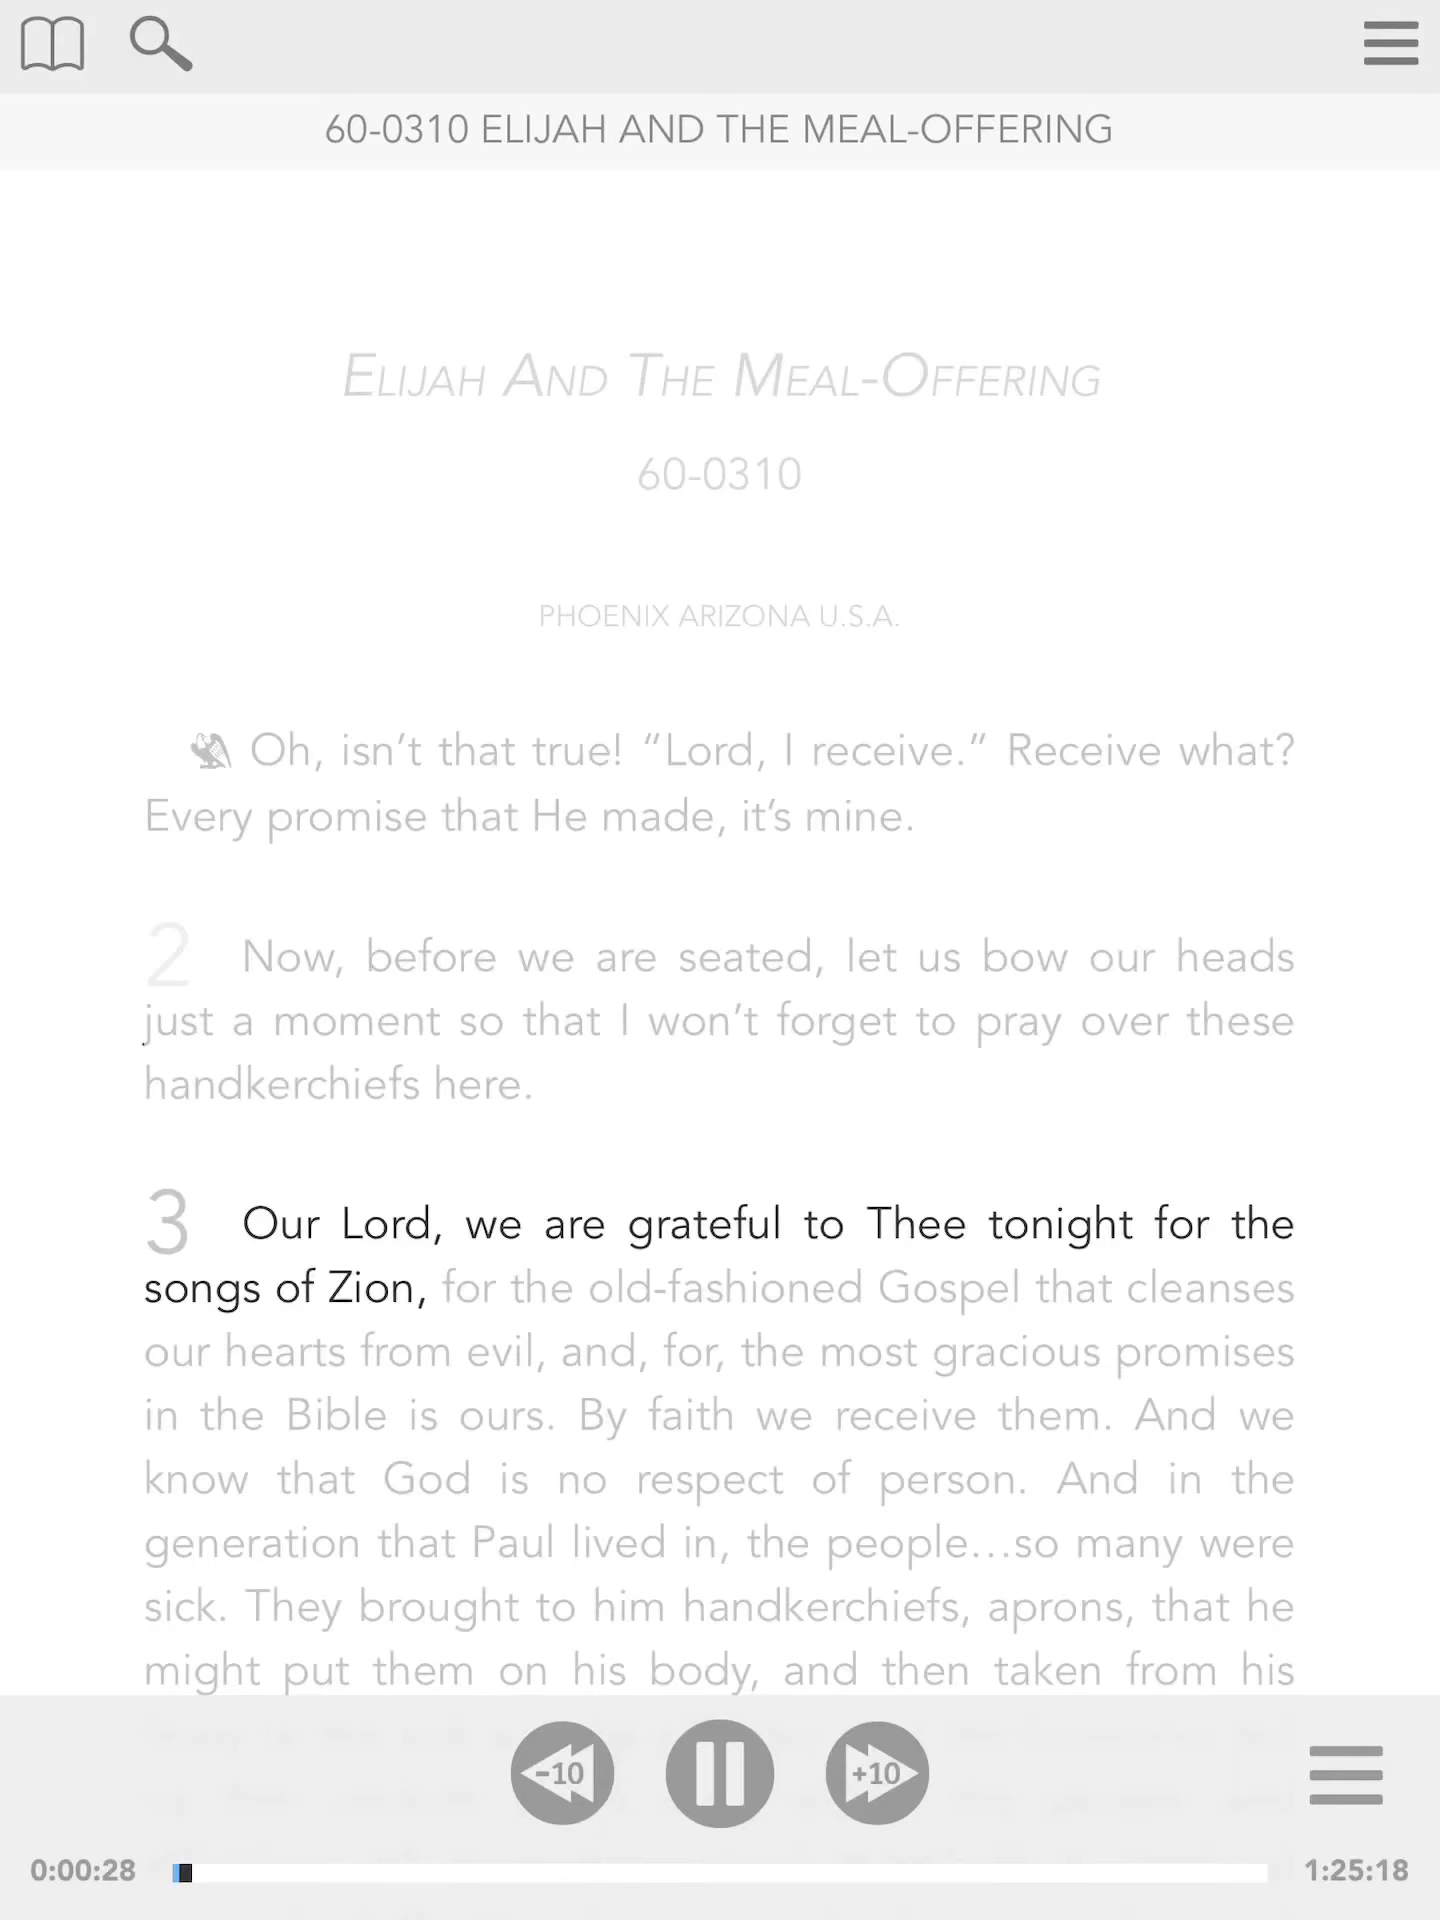 60-0310 ELIJAH AND THE MEAL-OFFERING
ELIJAH AND THE MEAL-OFFERING
60-0310
PHOENIX ARIZONA U.S.A.
Oh, isn’t that true! “Lord, I receive.” Receive what?
Every promise that He made, it’s mine.
2 Now, before we are seated, let us bow our heads
just a moment so that I won’t forget to pray over these
handkerchiefs here.
3 Our Lord, we are grateful to Thee tonight for the
songs of Zion, for the old-fashioned Gospel that cleanses
our hearts from evil, and, for, the most gracious promises
in the Bible is ours. By faith we receive them. And we
know that God is no respect of person. And in the
generation that Paul lived in, the people…so many were
sick. They brought to him handkerchiefs, aprons, that he
might put them on his body, and then taken from his
-10 +10
0:00:28 1:25:18